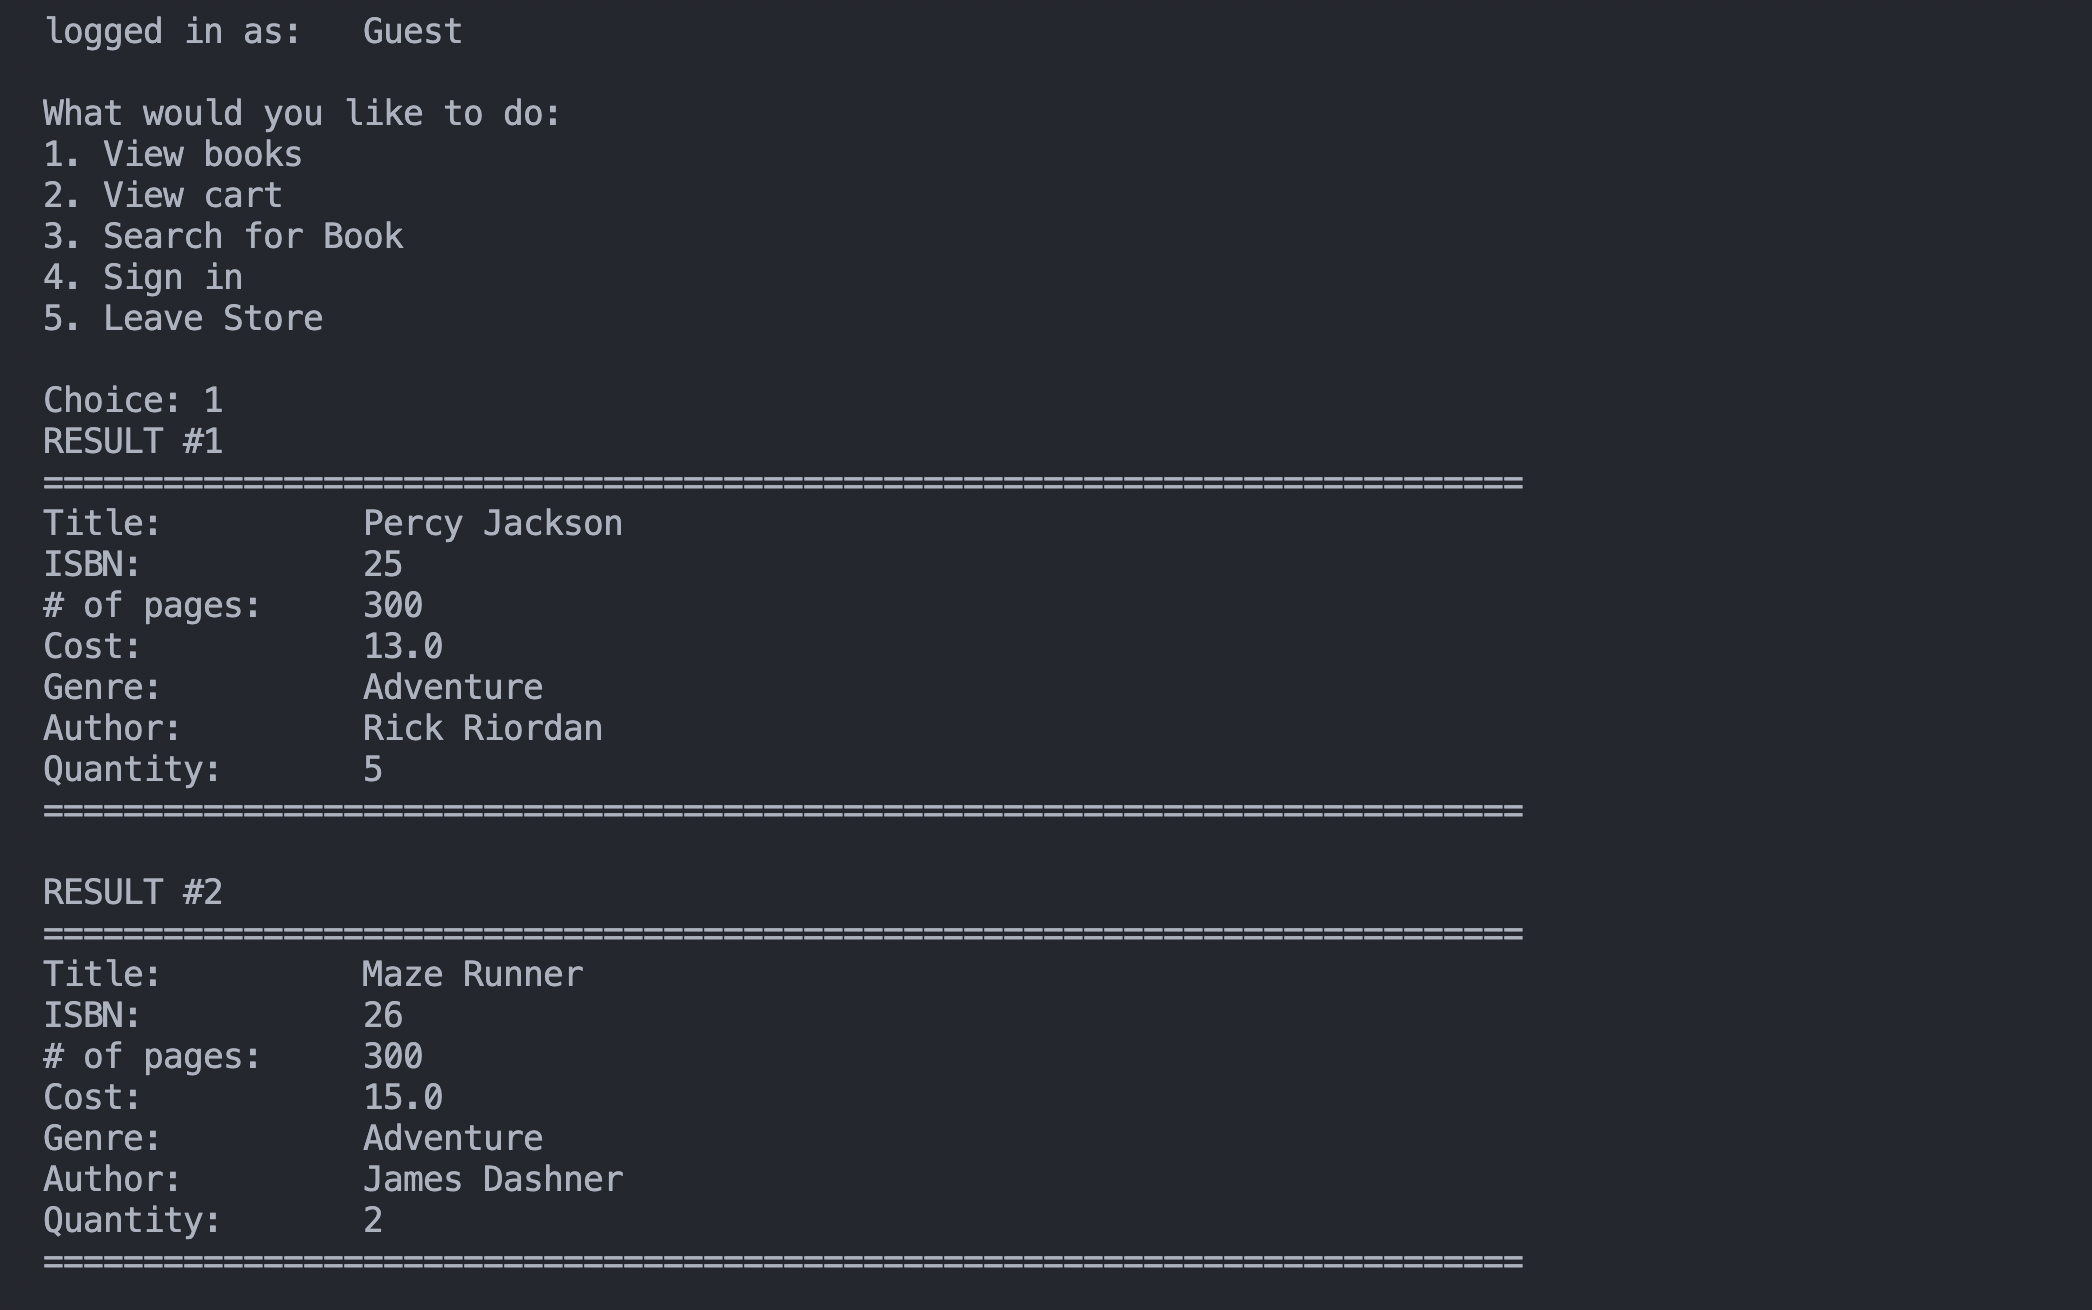 logged in as:   Guest
What would you like to do:
1. View books
2. View cart
3. Search for Book
4. Sign in
5. Leave Store
Choice: 1
RESULT #1
==========================================================================
Title:          Percy Jackson
ISBN:           25
# of pages:     300
Cost:           13.0
Genre:          Adventure
Author:         Rick Riordan
Quantity:       5
==========================================================================
RESULT #2
==========================================================================
Title:          Maze Runner
ISBN:           26
# of pages:     300
Cost:           15.0
Genre:          Adventure
Author:         James Dashner
Quantity:       2
==========================================================================